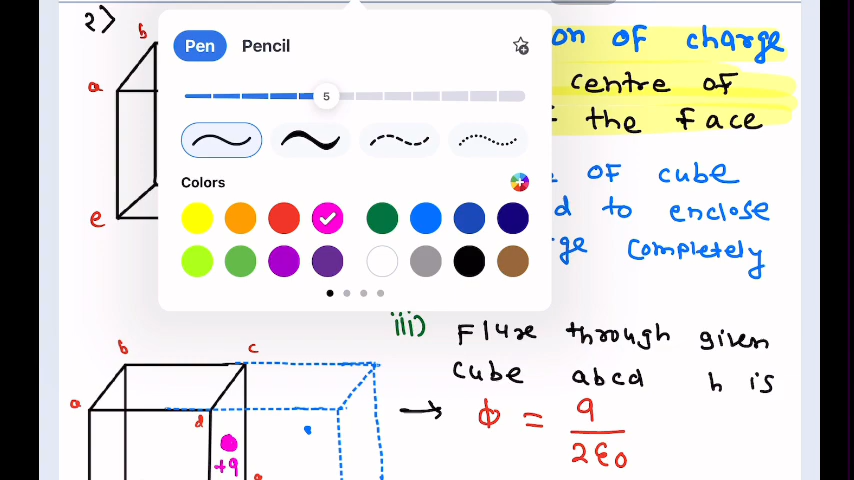 2)
b
Pen Pencil
on of charge
a
centre of
5
the face
Colors
of cube
e
d to enclose
ge completely
iii)
Flux through given
b
c
cube abcd h is
a
→ ϕ = q / 2ε0
d
+q